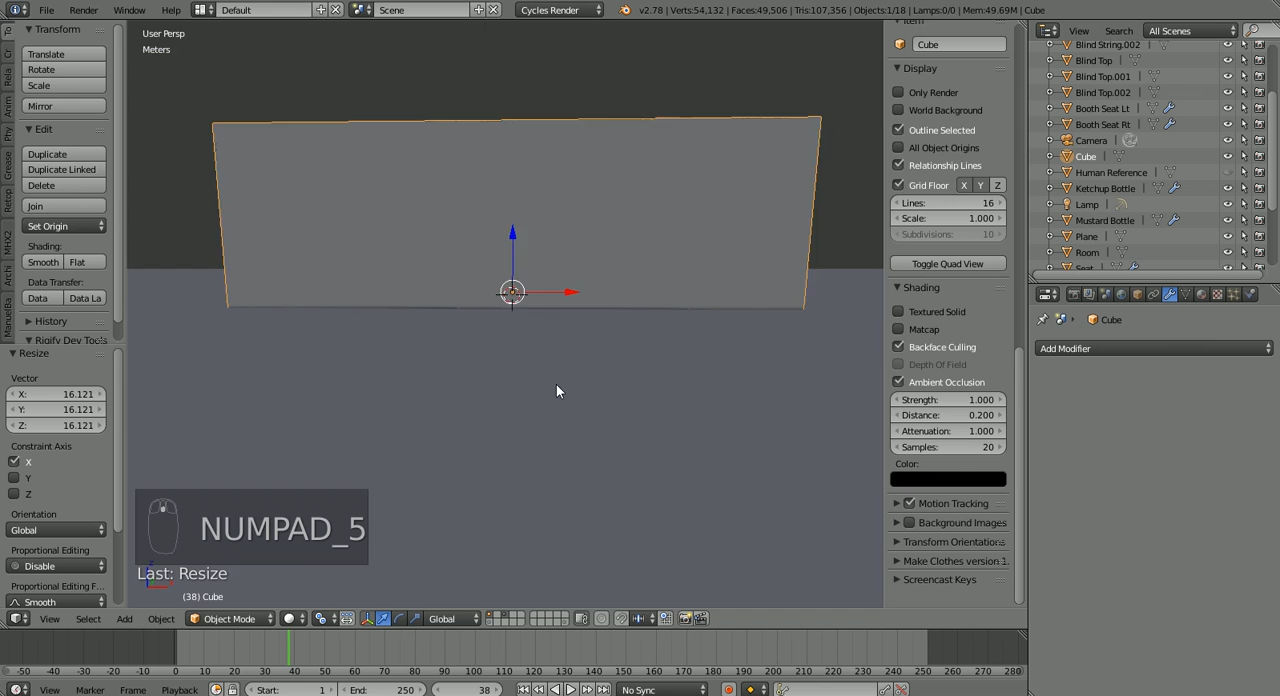 File Render Window Help Default Scene Cycles Render v2.78 | Verts:54,132 | Faces:49,506 | Tris:107,356 | Objects:1/18 | Lamps:0/0 | Mem:49.69M | Cube
Transform
Translate
Rotate
Scale
Mirror
Edit
Duplicate
Duplicate Linked
Delete
Join
Set Origin
Shading:
Smooth Flat
Data Transfer:
Data Data La
History
Rigify Dev Tools
To
Cr
Rela
Anim
Phy
Grease
Retop
MHX2
Archi
ManuelBa
Resize
Vector
X: 16.121
Y: 16.121
Z: 16.121
Constraint Axis
X
Y
Z
Orientation
Global
Proportional Editing
Disable
Proportional Editing F...
Smooth
User Persp
Meters
NUMPAD_5
Last: Resize
(38) Cube
Item
Cube
Display
Only Render
World Background
Outline Selected
All Object Origins
Relationship Lines
Grid Floor X Y Z
Lines: 16
Scale: 1.000
Subdivisions: 10
Toggle Quad View
Shading
Textured Solid
Matcap
Backface Culling
Depth Of Field
Ambient Occlusion
Strength: 1.000
Distance: 0.200
Attenuation: 1.000
Samples: 20
Color:
Motion Tracking
Background Images
Transform Orientations
Make Clothes version 1.
Screencast Keys
View Search All Scenes
Blind String.002
Blind Top
Blind Top.001
Blind Top.002
Booth Seat Lt
Booth Seat Rt
Camera
Cube
Human Reference
Ketchup Bottle
Lamp
Mustard Bottle
Plane
Room
Seat
Cube
Add Modifier
View Select Add Object Object Mode Global
-50 -40 -30 -20 -10 0 10 20 30 40 50 60 70 80 90 100 110 120 130 140 150 160 170 180 190 200 210 220 230 240 250 260 270 280
View Marker Frame Playback Start: 1 End: 250 38 No Sync